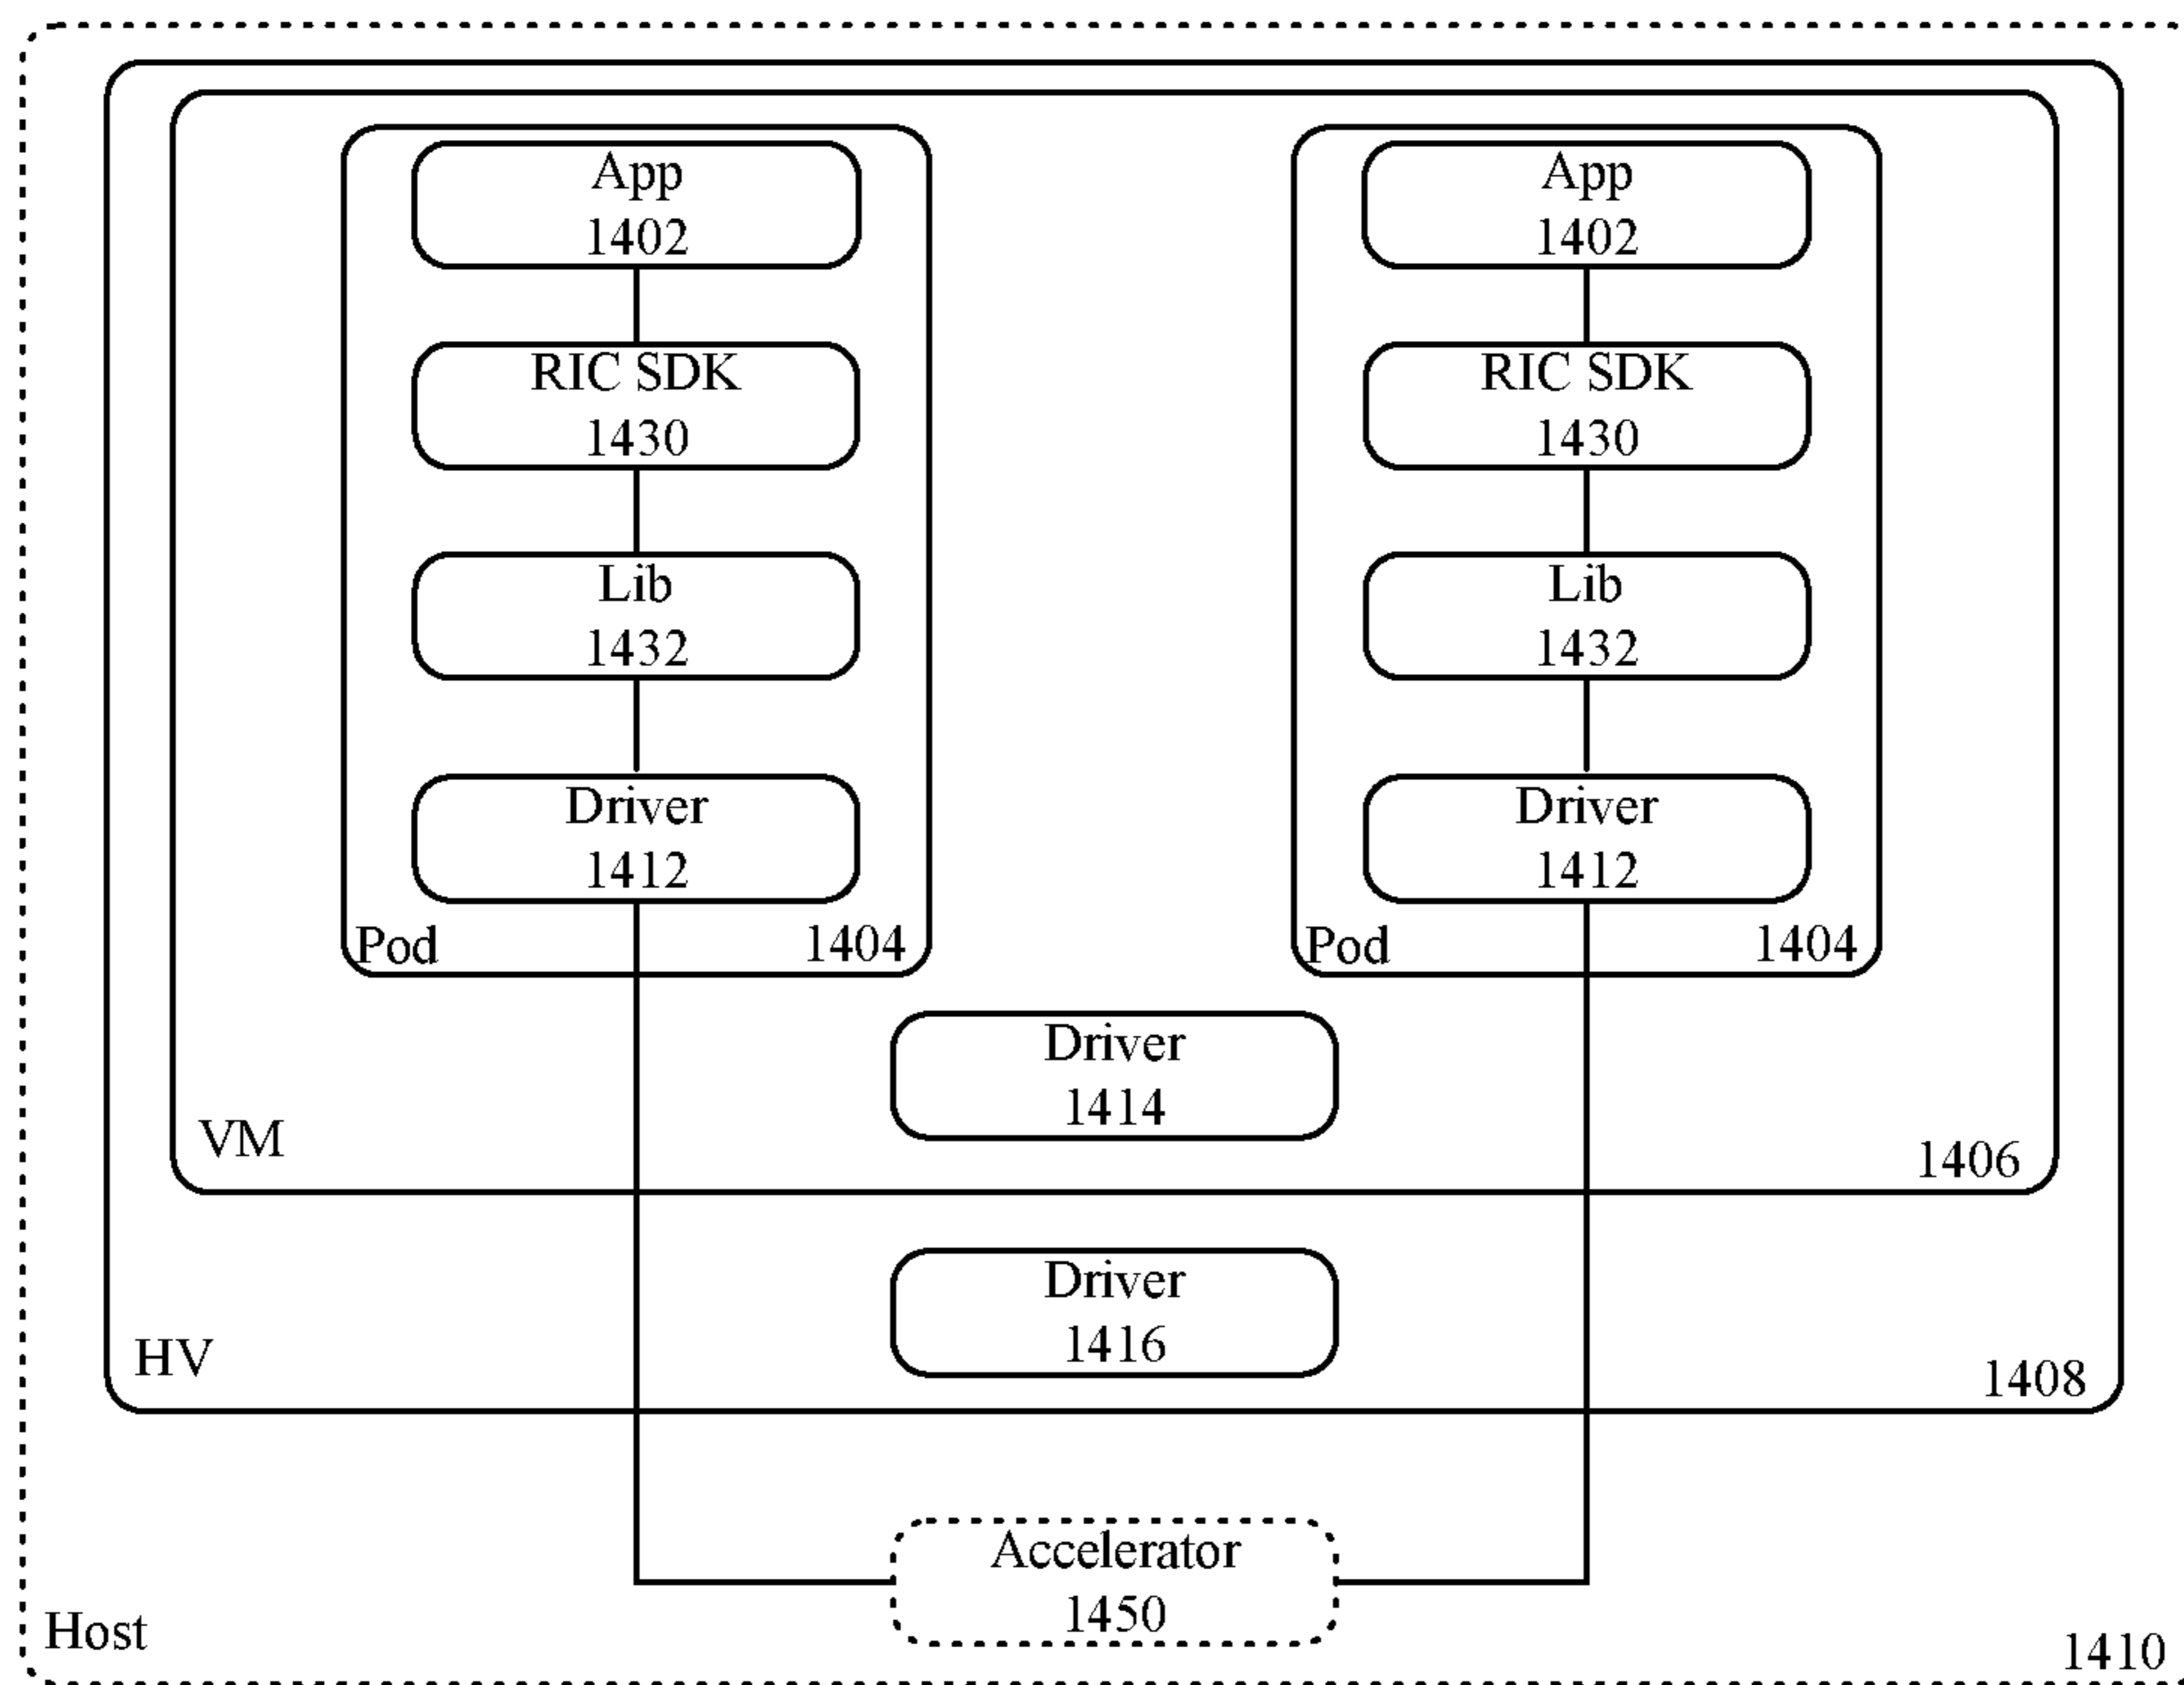 App
1402
RIC SDK
1430
Lib
1432
Driver
1412
Pod 1404
App
1402
RIC SDK
1430
Lib
1432
Driver
1412
Pod 1404
Driver
1414
VM
1406
Driver
1416
HV
1408
Accelerator
1450
Host
1410